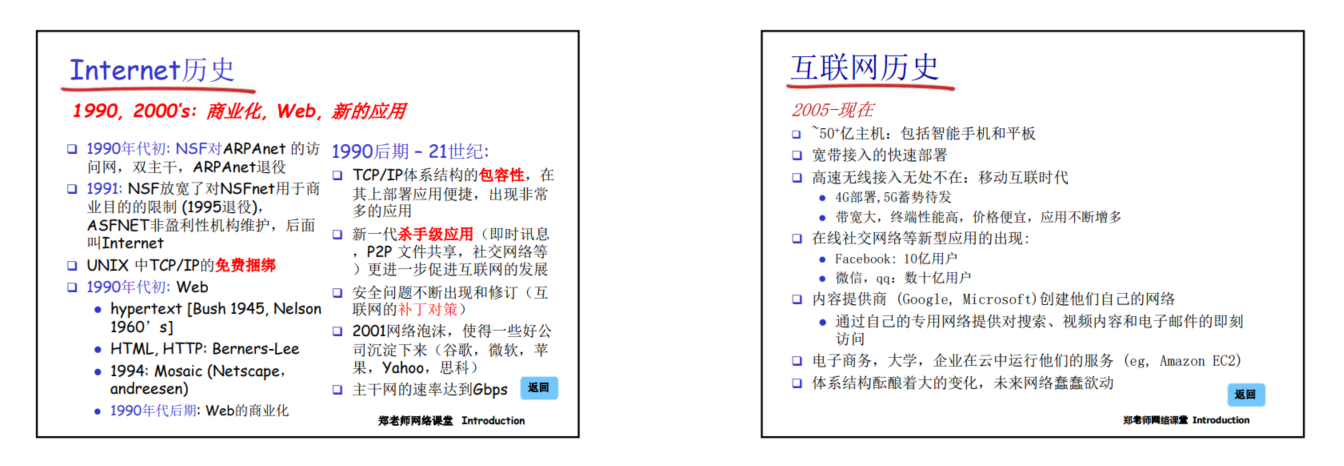 Internet历史
1990, 2000's: 商业化, Web, 新的应用
1990年代初: NSF对ARPAnet 的访
问网，双主干，ARPAnet退役
1991: NSF放宽了对NSFnet用于商
业目的的限制 (1995退役),
ASFNET非盈利性机构维护，后面
叫Internet
UNIX 中TCP/IP的免费捆绑
1990年代初: Web
hypertext [Bush 1945, Nelson
1960’s]
HTML, HTTP: Berners-Lee
1994: Mosaic (Netscape,
andreesen)
1990年代后期: Web的商业化
1990后期 – 21世纪:
TCP/IP体系结构的包容性，在
其上部署应用便捷，出现非常
多的应用
新一代杀手级应用（即时讯息
，P2P 文件共享，社交网络等
）更进一步促进互联网的发展
安全问题不断出现和修订（互
联网的补丁对策）
2001网络泡沫，使得一些好公
司沉淀下来（谷歌，微软，苹
果，Yahoo，思科）
主干网的速率达到Gbps
返回
郑老师网络课堂 Introduction
互联网历史
2005-现在
~50+亿主机：包括智能手机和平板
宽带接入的快速部署
高速无线接入无处不在：移动互联时代
4G部署,5G蓄势待发
带宽大，终端性能高，价格便宜，应用不断增多
在线社交网络等新型应用的出现:
Facebook: 10亿用户
微信，qq：数十亿用户
内容提供商 (Google, Microsoft)创建他们自己的网络
通过自己的专用网络提供对搜索、视频内容和电子邮件的即刻
访问
电子商务，大学，企业在云中运行他们的服务 (eg, Amazon EC2)
体系结构酝酿着大的变化，未来网络蠢蠢欲动
返回
郑老师网络课堂 Introduction